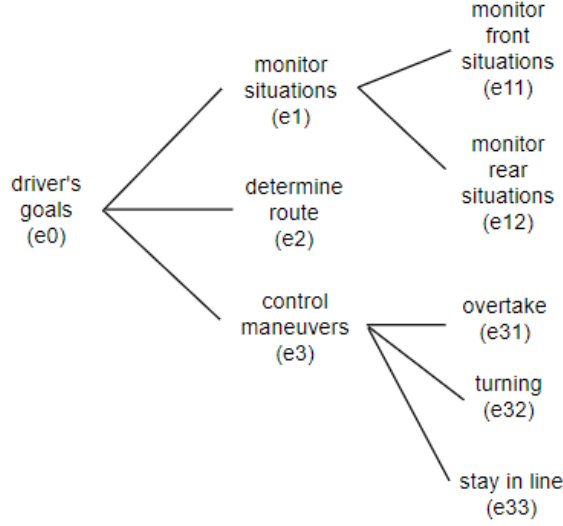 driver's
goals
(e0)
monitor
situations
(e1)
determine
route
(e2)
control
maneuvers
(e3)
monitor
front
situations
(e11)
monitor
rear
situations
(e12)
overtake
(e31)
turning
(e32)
stay in line
(e33)